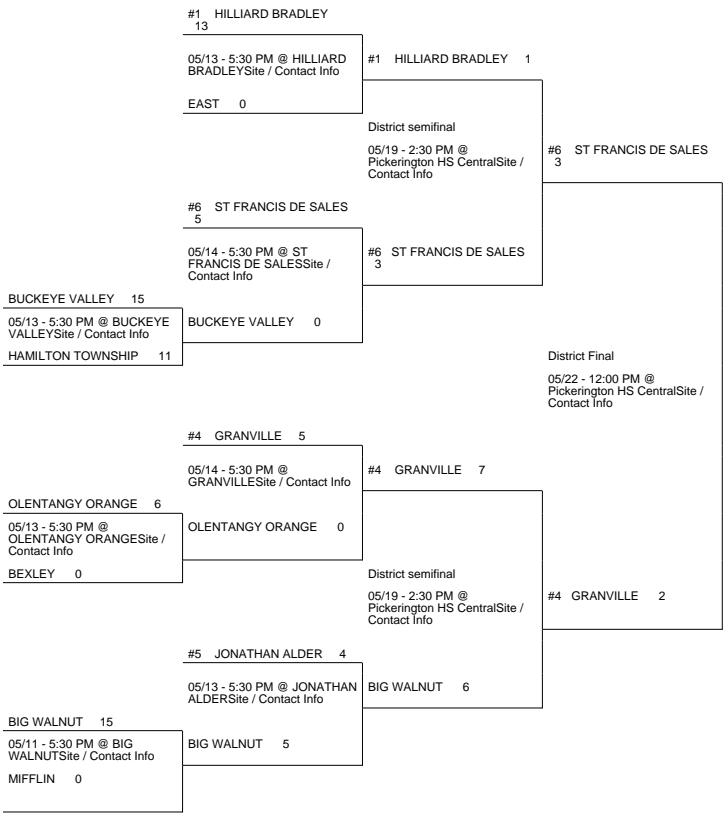 #1 HILLIARD BRADLEY
13
05/13 - 5:30 PM @ HILLIARD
BRADLEYSite / Contact Info
EAST 0
#1 HILLIARD BRADLEY 1
District semifinal
05/19 - 2:30 PM @
Pickerington HS CentralSite /
Contact Info
#6 ST FRANCIS DE SALES
3
#6 ST FRANCIS DE SALES
5
05/14 - 5:30 PM @ ST
FRANCIS DE SALESSite /
Contact Info
#6 ST FRANCIS DE SALES
3
BUCKEYE VALLEY 15
05/13 - 5:30 PM @ BUCKEYE
VALLEYSite / Contact Info
HAMILTON TOWNSHIP 11
BUCKEYE VALLEY 0
District Final
05/22 - 12:00 PM @
Pickerington HS CentralSite /
Contact Info
#4 GRANVILLE 5
05/14 - 5:30 PM @
GRANVILLESite / Contact Info
#4 GRANVILLE 7
OLENTANGY ORANGE 6
05/13 - 5:30 PM @
OLENTANGY ORANGESite /
Contact Info
BEXLEY 0
OLENTANGY ORANGE 0
District semifinal
05/19 - 2:30 PM @
Pickerington HS CentralSite /
Contact Info
#4 GRANVILLE 2
#5 JONATHAN ALDER 4
05/13 - 5:30 PM @ JONATHAN
ALDERSite / Contact Info
BIG WALNUT 6
BIG WALNUT 15
05/11 - 5:30 PM @ BIG
WALNUTSite / Contact Info
MIFFLIN 0
BIG WALNUT 5